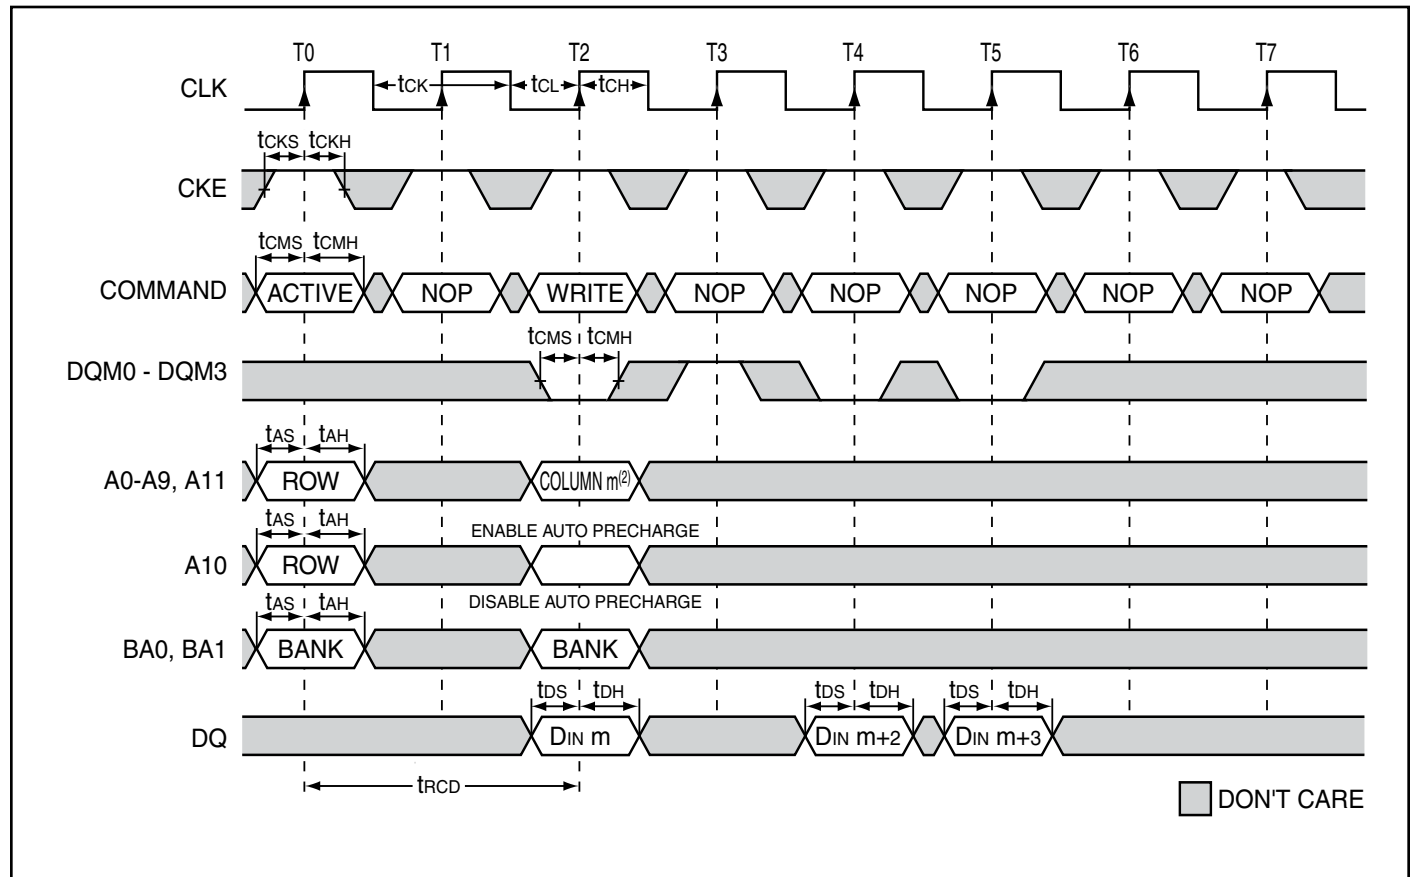 T0 T1 T2 T3 T4 T5 T6 T7
CLK tCK tCL tCH
tCKS tCKH
CKE
tCMS tCMH
COMMAND ACTIVE NOP WRITE NOP NOP NOP NOP NOP
tCMS tCMH
DQM0 - DQM3
tAS tAH
A0-A9, A11 ROW COLUMN m(2)
tAS tAH ENABLE AUTO PRECHARGE
A10 ROW
tAS tAH DISABLE AUTO PRECHARGE
BA0, BA1 BANK BANK
tDS tDH tDS tDH tDS tDH
DQ DIN m DIN m+2 DIN m+3
tRCD
DON'T CARE